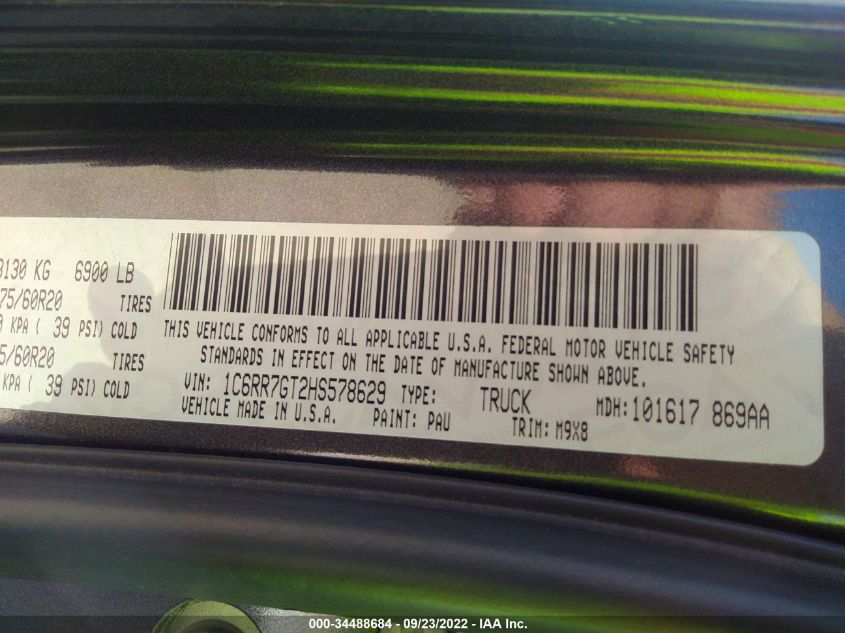 3130 KG 6900 LB
75/60R20 TIRES
KPA ( 39 PSI) COLD
5/60R20 TIRES
KPA ( 39 PSI) COLD
THIS VEHICLE CONFORMS TO ALL APPLICABLE U.S.A. FEDERAL MOTOR VEHICLE SAFETY
STANDARDS IN EFFECT ON THE DATE OF MANUFACTURE SHOWN ABOVE.
VIN: 1C6RR7GT2HS578629 TYPE: TRUCK MDH:101617 869AA
VEHICLE MADE IN U.S.A. PAINT: PAU TRIM: M9X8
000-34488684 - 09/23/2022 - IAA Inc.